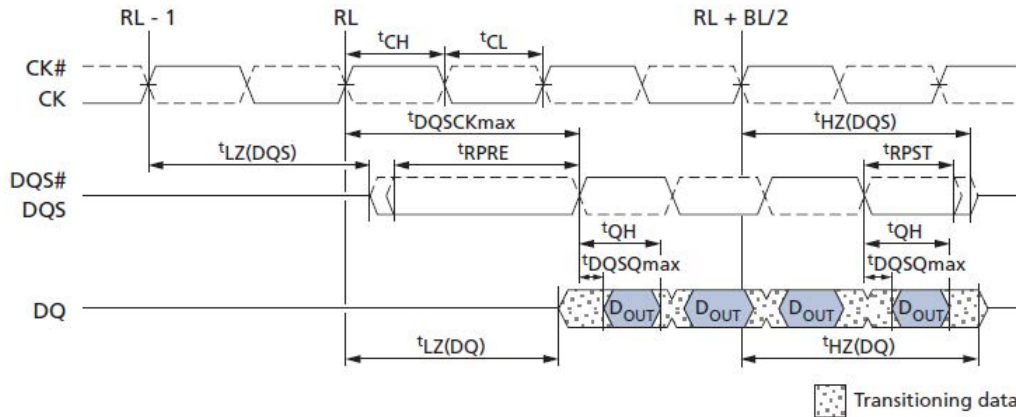 RL - 1 RL RL + BL/2
tCH tCL
CK#
CK
tDQSCKmax tHZ(DQS)
tLZ(DQS) tRPRE tRPST
DQS#
DQS
tQH tQH
tDQSQmax tDQSQmax
DQ DOUT DOUT DOUT DOUT
tLZ(DQ) tHZ(DQ)
Transitioning data